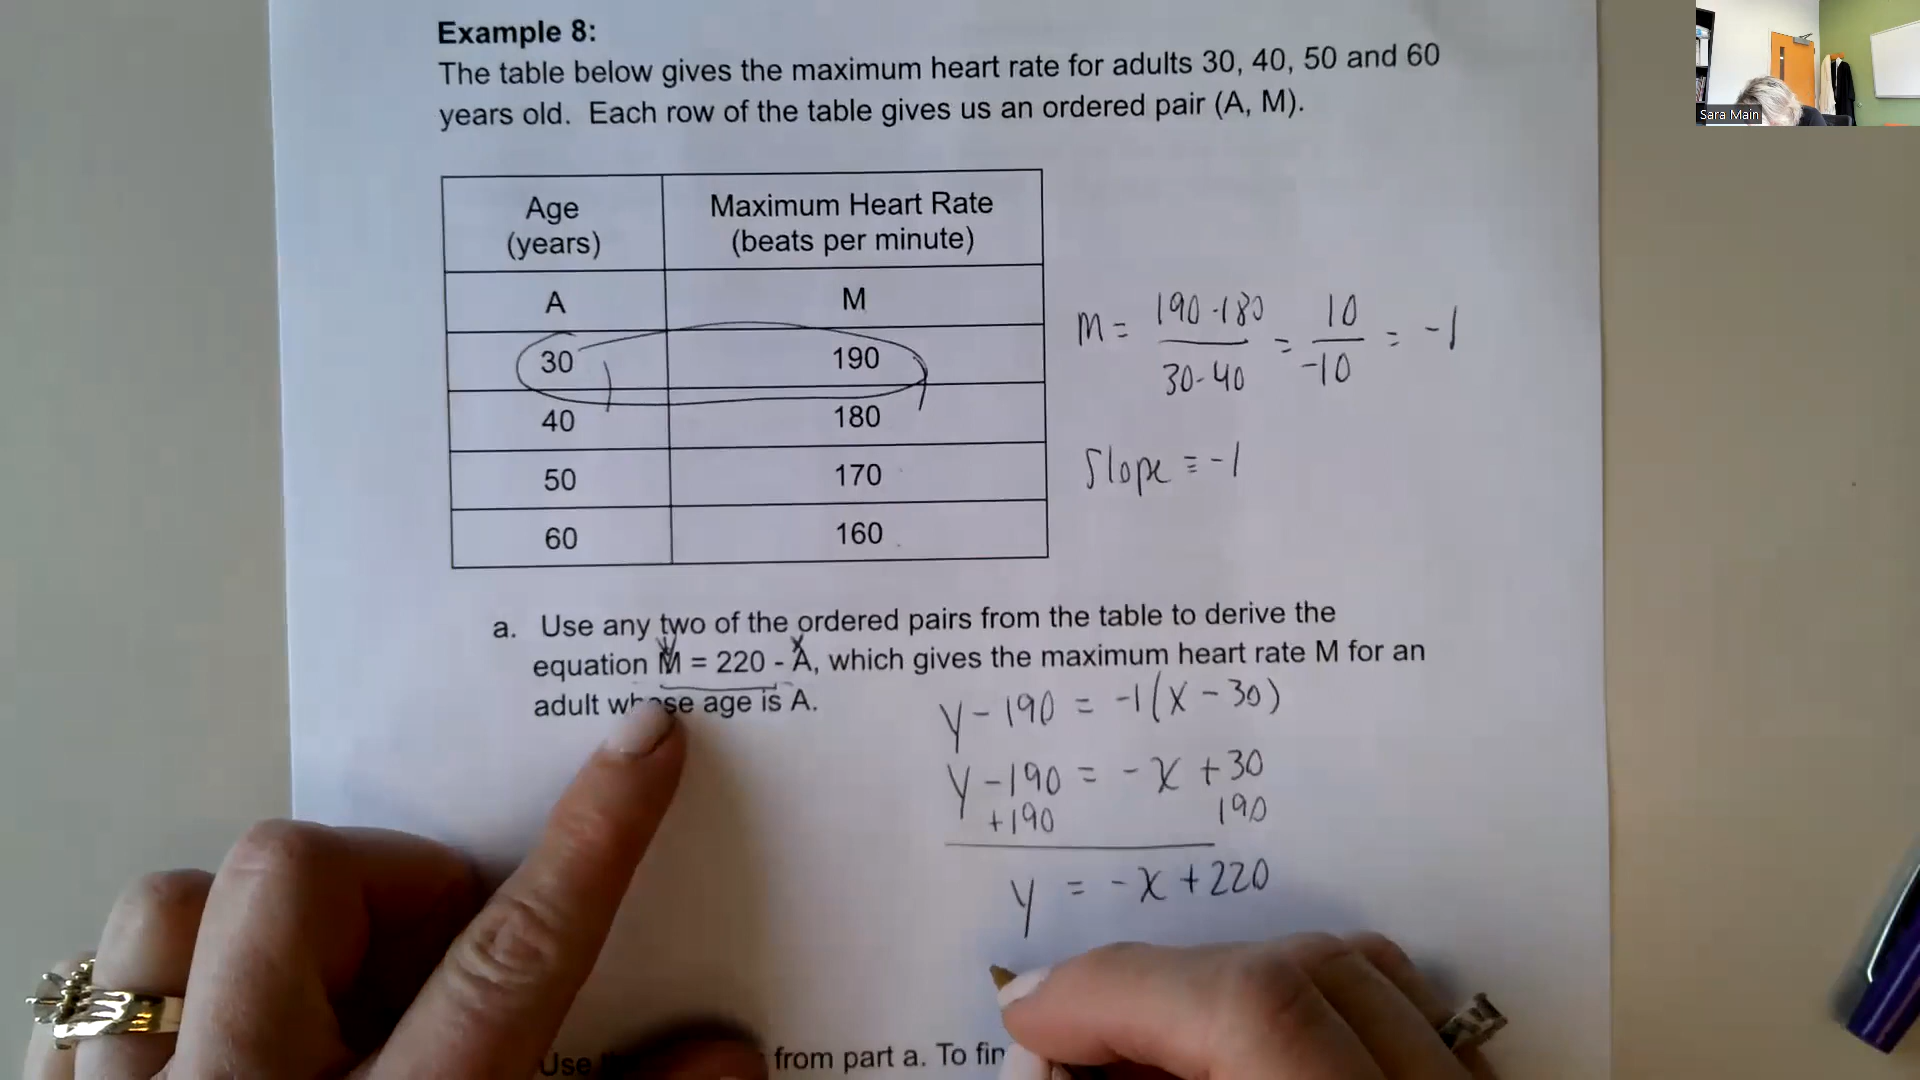 Example 8:
The table below gives the maximum heart rate for adults 30, 40, 50 and 60
years old. Each row of the table gives us an ordered pair (A, M).
Sara Main
Age
(years)
Maximum Heart Rate
(beats per minute)
A
M
30
190
40
180
50
170
60
160
M = 190-180 / 30-40 = 10 / -10 = -1
Slope = -1
a. Use any two of the ordered pairs from the table to derive the
y x
equation M = 220 - A, which gives the maximum heart rate M for an
adult whose age is A.
y - 190 = -1(x - 30)
y - 190 = - x + 30
+190 190
y = - x + 220
Use from part a. To fin